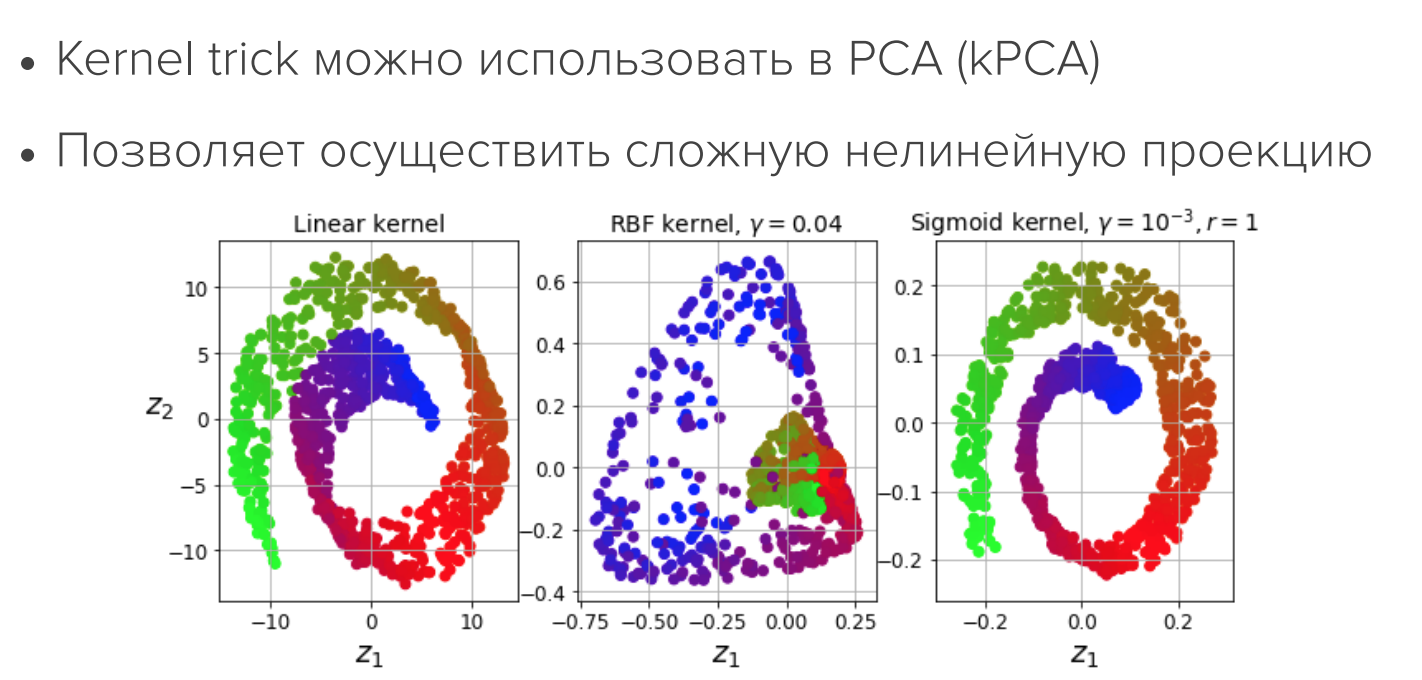 • Kernel trick можно использовать в PCA (kPCA)
• Позволяет осуществить сложную нелинейную проекцию
Linear kernel
10
5
0
−5
−10
z₂
−10 0 10
z₁
RBF kernel, γ = 0.04
0.6
0.4
0.2
0.0
−0.2
−0.4
−0.75 −0.50 −0.25 0.00 0.25
z₁
Sigmoid kernel, γ = 10⁻³, r = 1
0.2
0.1
0.0
−0.1
−0.2
−0.2 0.0 0.2
z₁